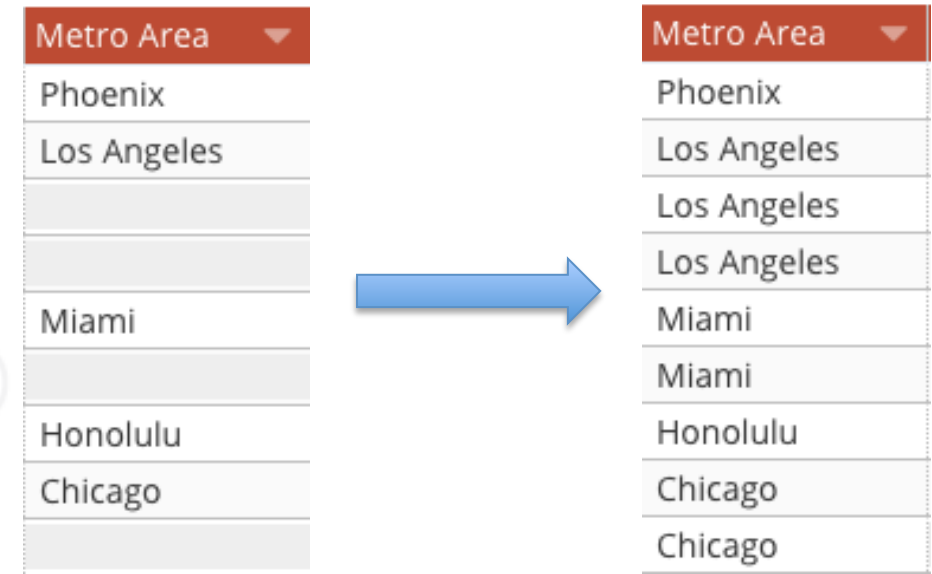 Metro Area
Phoenix
Los Angeles
Miami
Honolulu
Chicago
Metro Area
Phoenix
Los Angeles
Los Angeles
Los Angeles
Miami
Miami
Honolulu
Chicago
Chicago